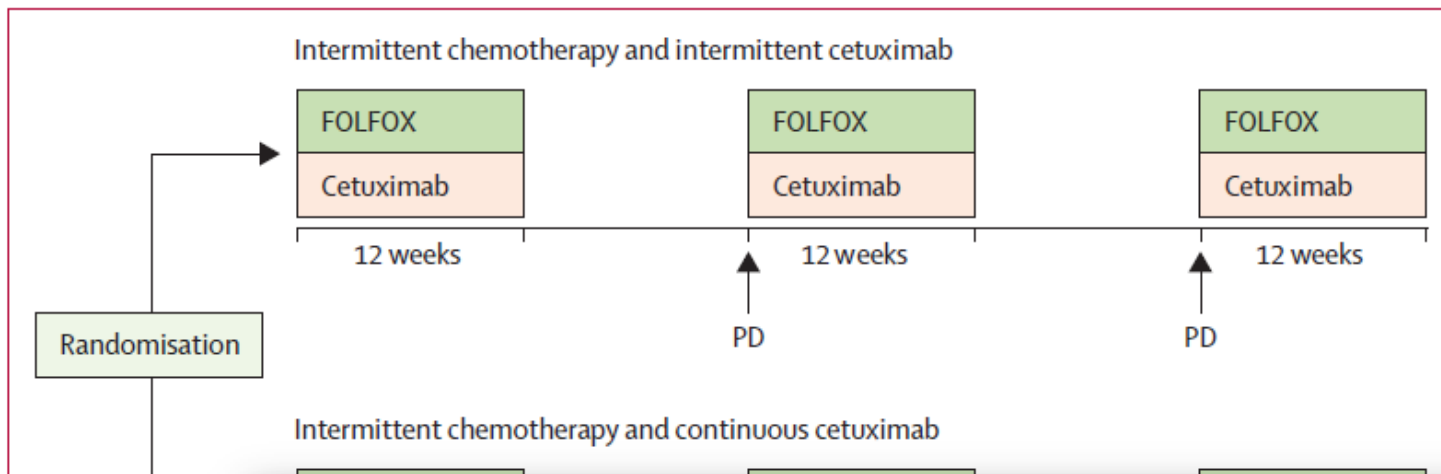 Intermittent chemotherapy and intermittent cetuximab
FOLFOX FOLFOX FOLFOX
Cetuximab Cetuximab Cetuximab
12 weeks 12 weeks 12 weeks
PD PD
Randomisation
Intermittent chemotherapy and continuous cetuximab